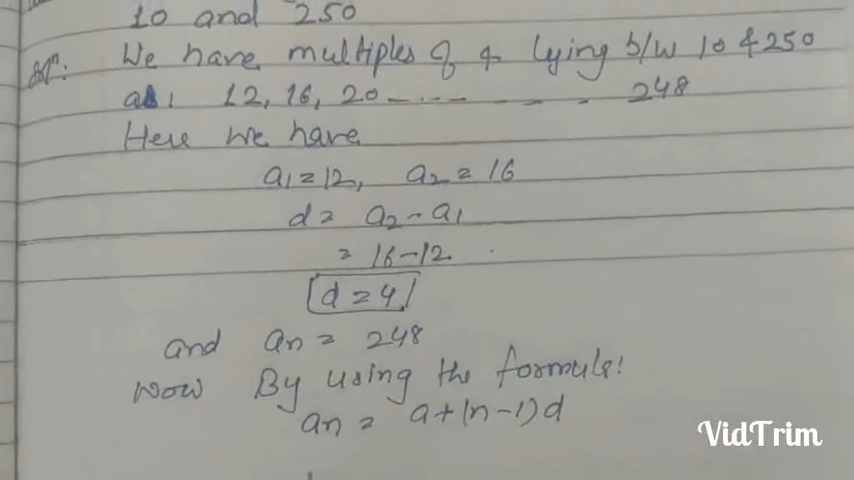 10 and 250
We have multiples of 4 lying b/w 10 & 250
as, 12, 16, 20 ------- 248
Here we have
a1 = 12, a2 = 16
d = a2 - a1
= 16-12
d = 4
and an = 248
Now By using the formula:
an = a+(n-1)d
VidTrim